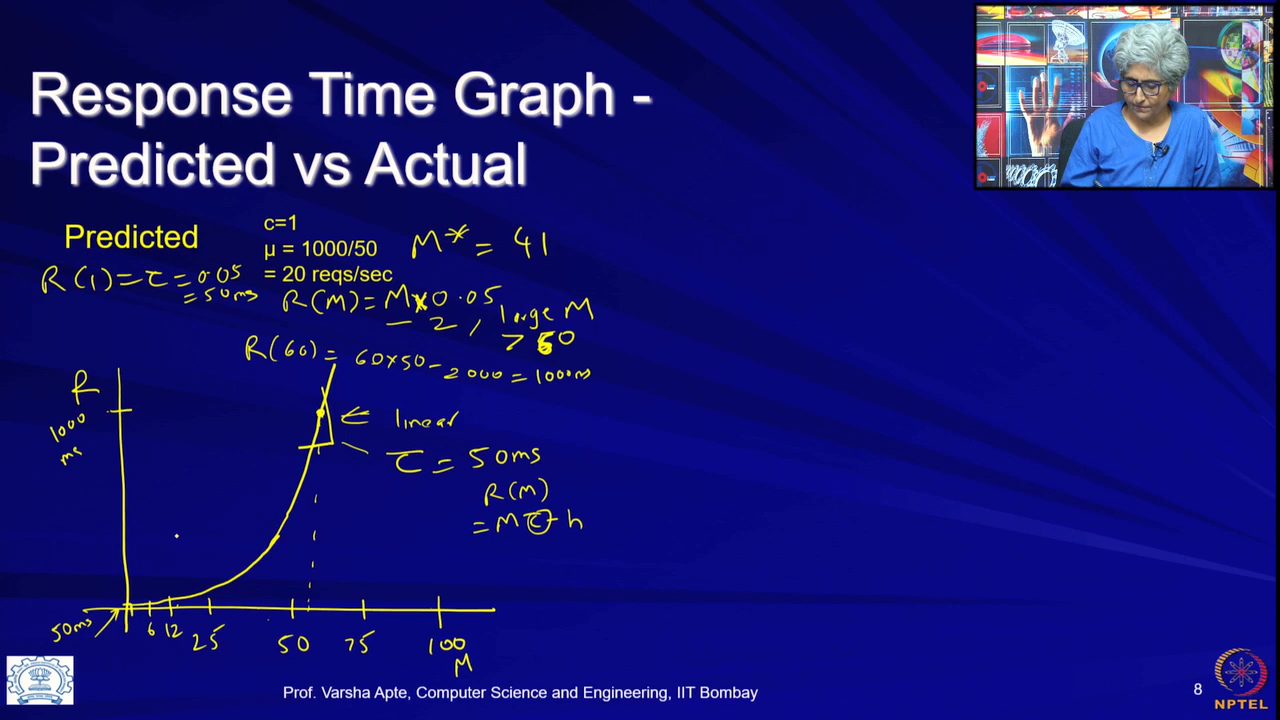 Response Time Graph -
Predicted vs Actual
Predicted
c=1
μ = 1000/50
= 20 reqs/sec
M* = 41
R(1) = τ = 0.05
= 50ms
R(M) = M x 0.05
- 2, large M
> 60
R(60) = 60x50 - 2000 = 1000ms
R
1000
ms
linear
τ = 50ms
R(M)
= Mτ - h
50ms
6 12 25 50 75 100
M
Prof. Varsha Apte, Computer Science and Engineering, IIT Bombay
8
NPTEL